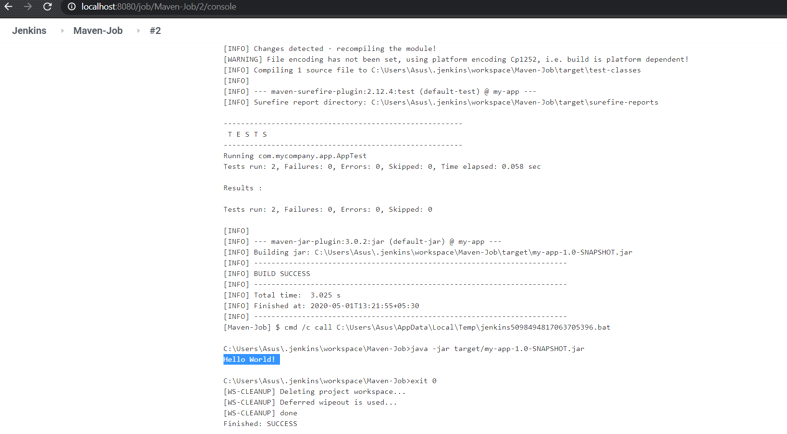 localhost:8080/job/Maven-Job/2/console
Jenkins Maven-Job #2
[INFO] Changes detected - recompiling the module!
[WARNING] File encoding has not been set, using platform encoding Cp1252, i.e. build is platform dependent!
[INFO] Compiling 1 source file to C:\Users\Asus\.jenkins\workspace\Maven-Job\target\test-classes
[INFO]
[INFO] --- maven-surefire-plugin:2.12.4:test (default-test) @ my-app ---
[INFO] Surefire report directory: C:\Users\Asus\.jenkins\workspace\Maven-Job\target\surefire-reports
-------------------------------------------------------
T E S T S
-------------------------------------------------------
Running com.mycompany.app.AppTest
Tests run: 2, Failures: 0, Errors: 0, Skipped: 0, Time elapsed: 0.058 sec
Results :
Tests run: 2, Failures: 0, Errors: 0, Skipped: 0
[INFO]
[INFO] --- maven-jar-plugin:3.0.2:jar (default-jar) @ my-app ---
[INFO] Building jar: C:\Users\Asus\.jenkins\workspace\Maven-Job\target\my-app-1.0-SNAPSHOT.jar
[INFO] ------------------------------------------------------------------------
[INFO] BUILD SUCCESS
[INFO] ------------------------------------------------------------------------
[INFO] Total time:  3.025 s
[INFO] Finished at: 2020-05-01T13:21:55+05:30
[INFO] ------------------------------------------------------------------------
[Maven-Job] $ cmd /c call C:\Users\Asus\AppData\Local\Temp\jenkins5098494817063705396.bat
C:\Users\Asus\.jenkins\workspace\Maven-Job>java -jar target/my-app-1.0-SNAPSHOT.jar
Hello World!
C:\Users\Asus\.jenkins\workspace\Maven-Job>exit 0
[WS-CLEANUP] Deleting project workspace...
[WS-CLEANUP] Deferred wipeout is used...
[WS-CLEANUP] done
Finished: SUCCESS